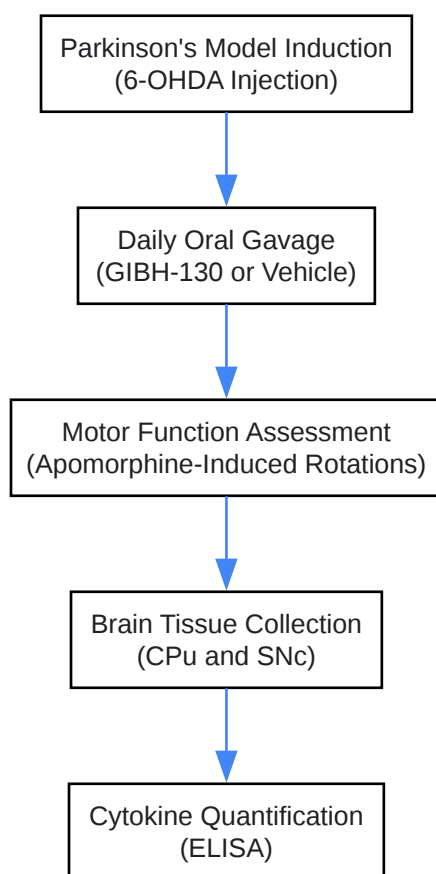 Parkinson's Model Induction
(6-OHDA Injection)
Daily Oral Gavage
(GIBH-130 or Vehicle)
Motor Function Assessment
(Apomorphine-Induced Rotations)
Brain Tissue Collection
(CPu and SNc)
Cytokine Quantification
(ELISA)